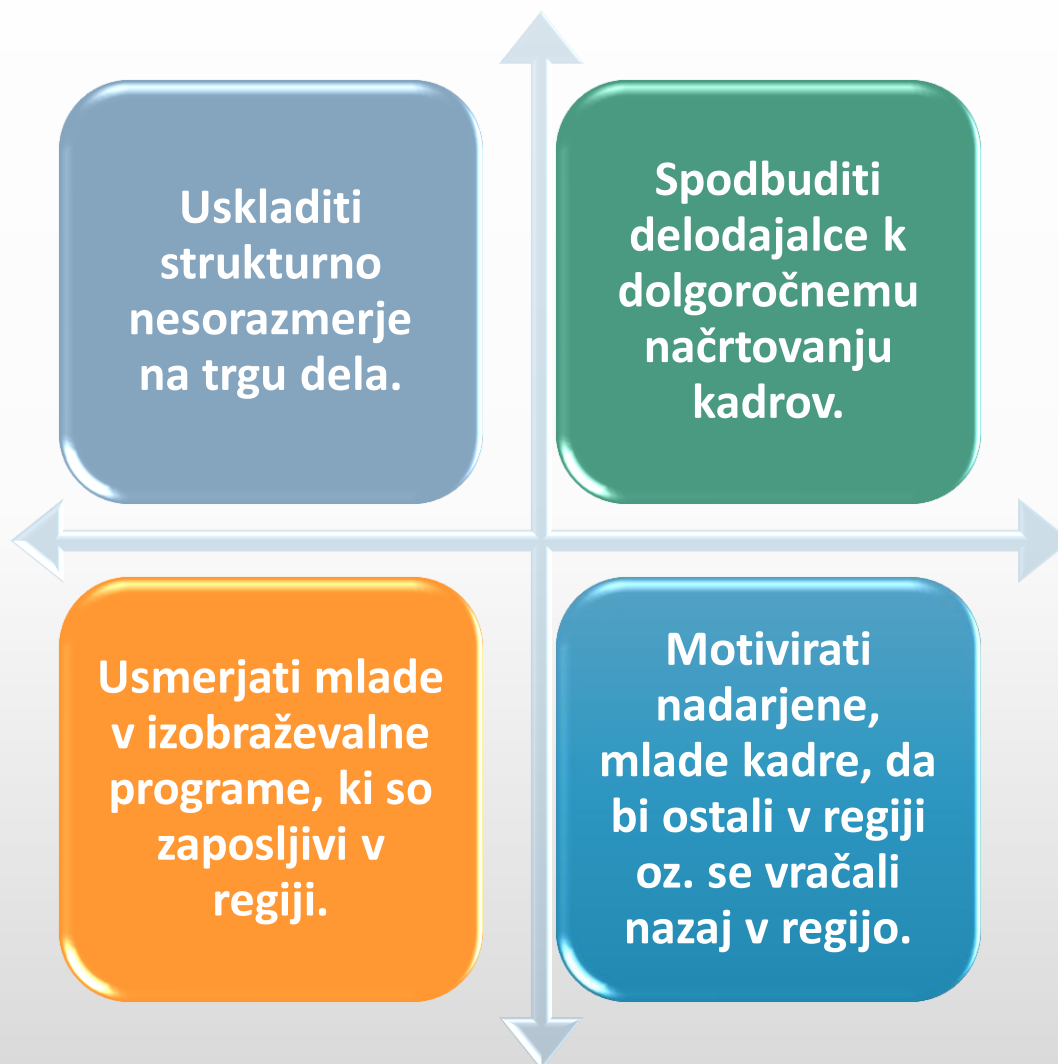 Uskladiti
strukturno
nesorazmerje
na trgu dela.
Spodbuditi
delodajalce k
dolgoročnemu
načrtovanju
kadrov.
Usmerjati mlade
v izobraževalne
programe, ki so
zaposljivi v
regiji.
Motivirati
nadarjene,
mlade kadre, da
bi ostali v regiji
oz. se vračali
nazaj v regijo.